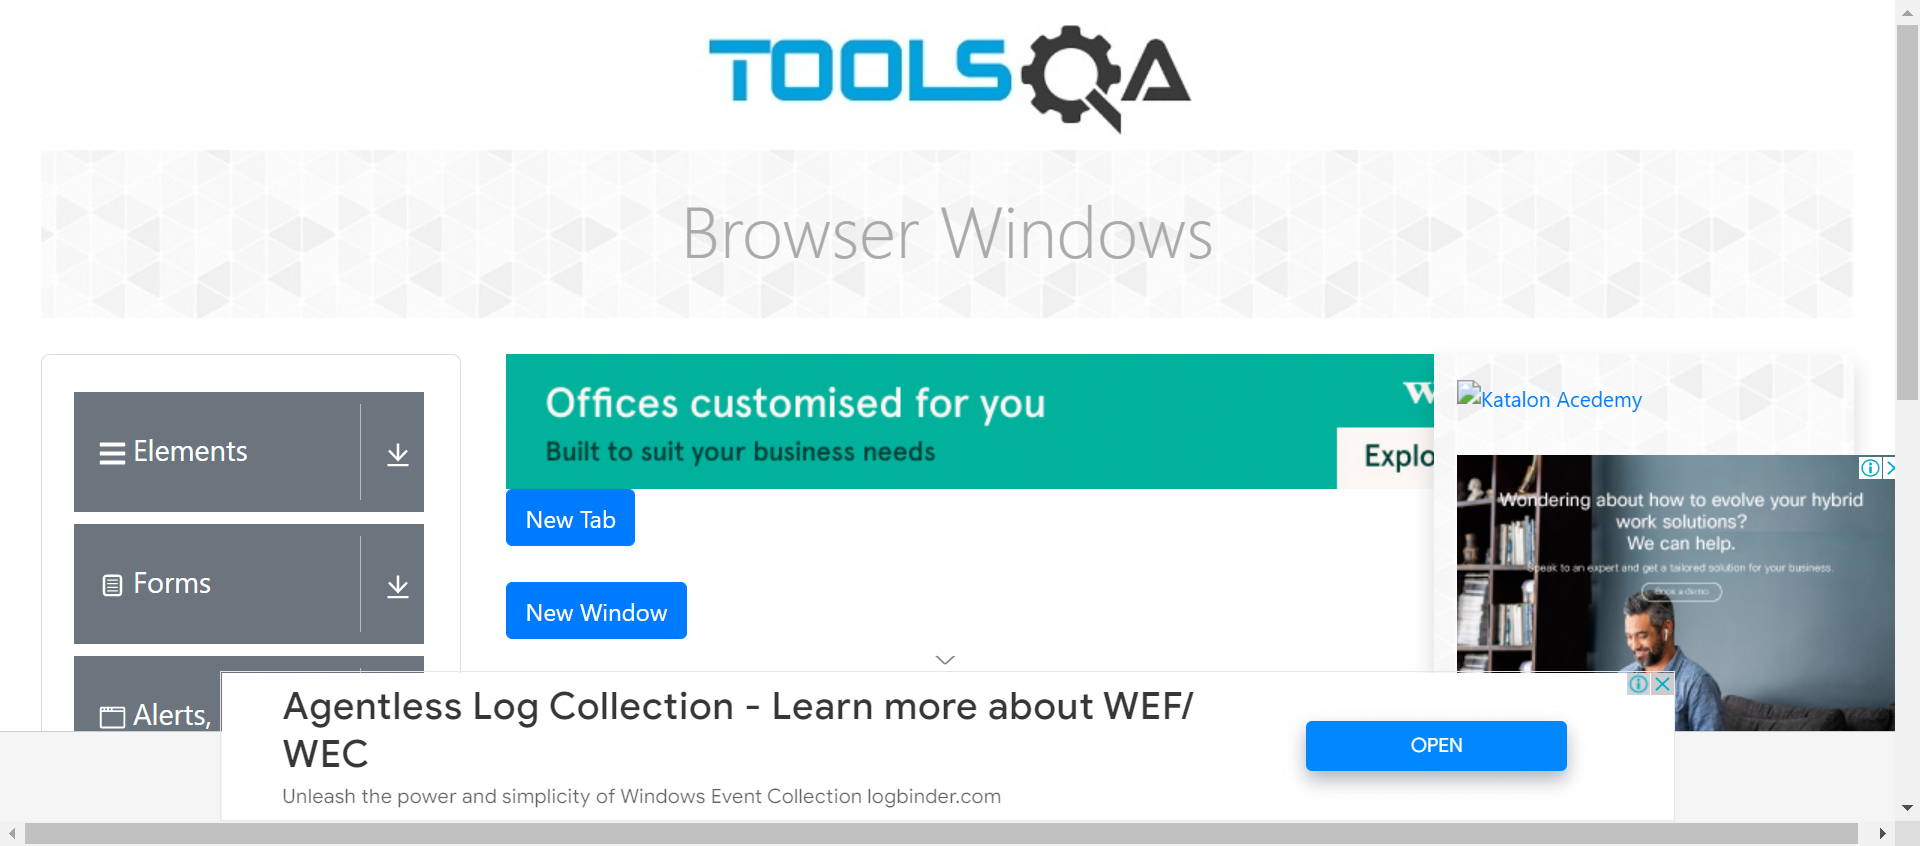 TOOLSQA
Browser Windows
Elements
Forms
Alerts,
Offices customised for you
Built to suit your business needs
w
Explo
New Tab
New Window
Katalon Acedemy
Wondering about how to evolve your hybrid
work solutions?
We can help.
Speak to an expert and get a tailored solution for your business.
Book a demo
Agentless Log Collection - Learn more about WEF/
WEC
Unleash the power and simplicity of Windows Event Collection logbinder.com
OPEN